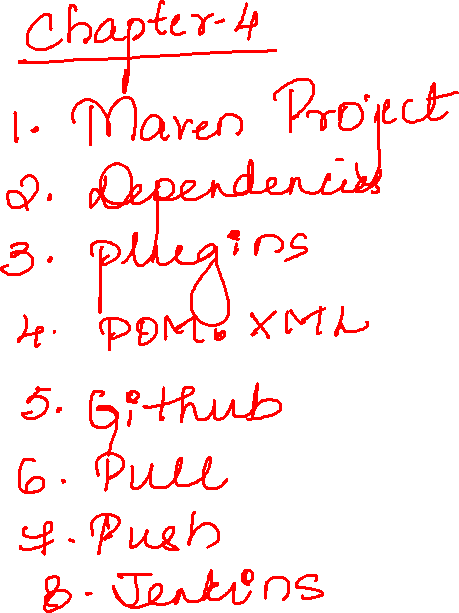 Chapter-4
1. Maven Project
2. Dependencies
3. plugins
4. POM. XML
5. Github
6. Pull
7. Push
8. Jenkins